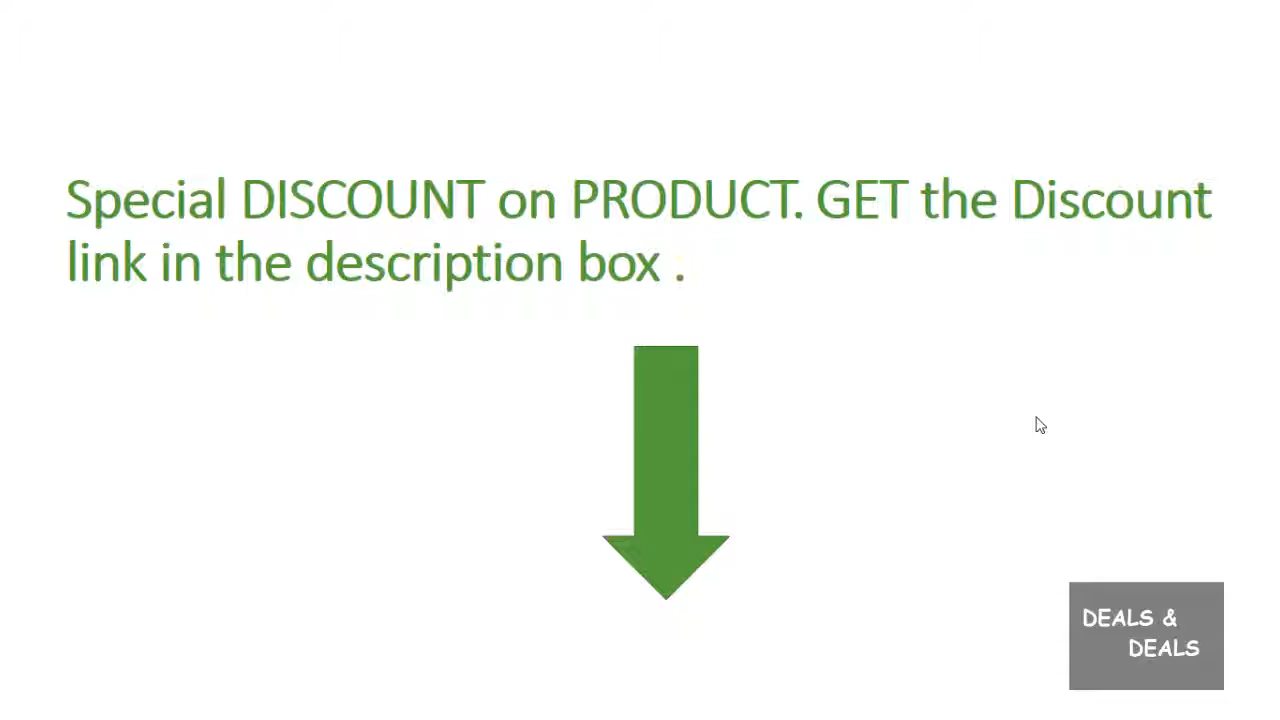 Special DISCOUNT on PRODUCT. GET the Discount
link in the description box .
DEALS &
DEALS